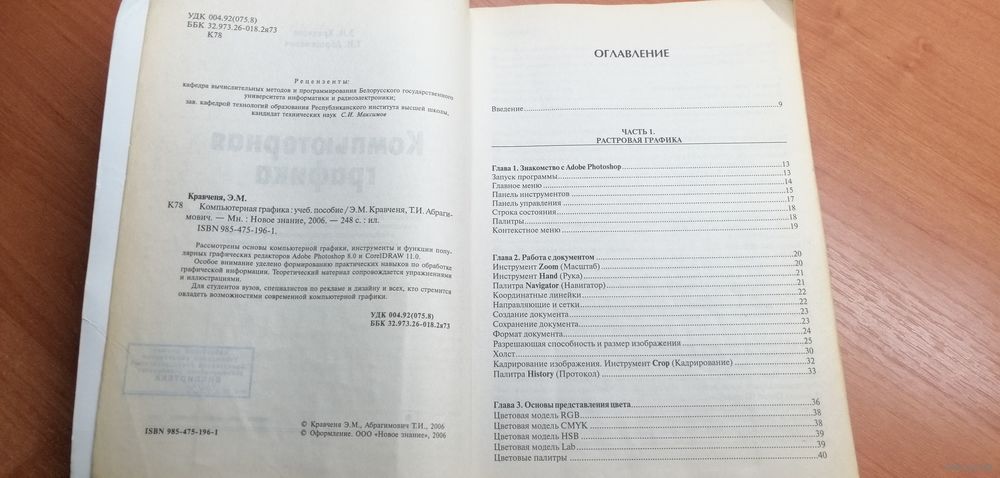 УДК 004.92(075.8)
ББК 32.973.26-018.2я73
К78
Рецензенты:
кафедра вычислительных методов и программирования Белорусского государственного
университета информатики и радиоэлектроники;
зав. кафедрой технологий образования Республиканского института высшей школы,
кандидат технических наук С.И. Максимов
Компьютерная
графика
Кравченя, Э.М.
К78 Компьютерная графика : учеб. пособие / Э.М. Кравченя, Т.И. Абраги-
мович. — Мн. : Новое знание, 2006. — 248 с. : ил.
ISBN 985-475-196-1.
Рассмотрены основы компьютерной графики, инструменты и функции попу-
лярных графических редакторов Adobe Photoshop 8.0 и CorelDRAW 11.0.
Особое внимание уделено формированию практических навыков по обработке
графической информации. Теоретический материал сопровождается упражнениями
и иллюстрациями.
Для студентов вузов, специалистов по рекламе и дизайну и всех, кто стремится
овладеть возможностями современной компьютерной графики.
УДК 004.92(075.8)
ББК 32.973.26-018.2я73
БИБЛИОТЕКА
ISBN 985-475-196-1
© Кравченя Э.М., Абрагимович Т.И., 2006
© Оформление. ООО «Новое знание», 2006
ОГЛАВЛЕНИЕ
Введение 9
ЧАСТЬ 1.
РАСТРОВАЯ ГРАФИКА
Глава 1. Знакомство с Adobe Photoshop 13
Запуск программы 13
Главное меню 14
Панель инструментов 15
Панель управления 17
Строка состояния 18
Палитры 18
Контекстное меню 19
Глава 2. Работа с документом 20
Инструмент Zoom (Масштаб) 20
Инструмент Hand (Рука) 21
Палитра Navigator (Навигатор) 21
Координатные линейки 22
Направляющие и сетки 22
Создание документа 23
Сохранение документа 23
Формат документа 24
Разрешающая способность и размер изображения 25
Холст 30
Кадрирование изображения. Инструмент Crop (Кадрирование) 32
Палитра History (Протокол) 33
Глава 3. Основы представления цвета 36
Цветовая модель RGB 38
Цветовая модель CMYK 38
Цветовая модель HSB 39
Цветовая модель Lab 39
Цветовые палитры 40